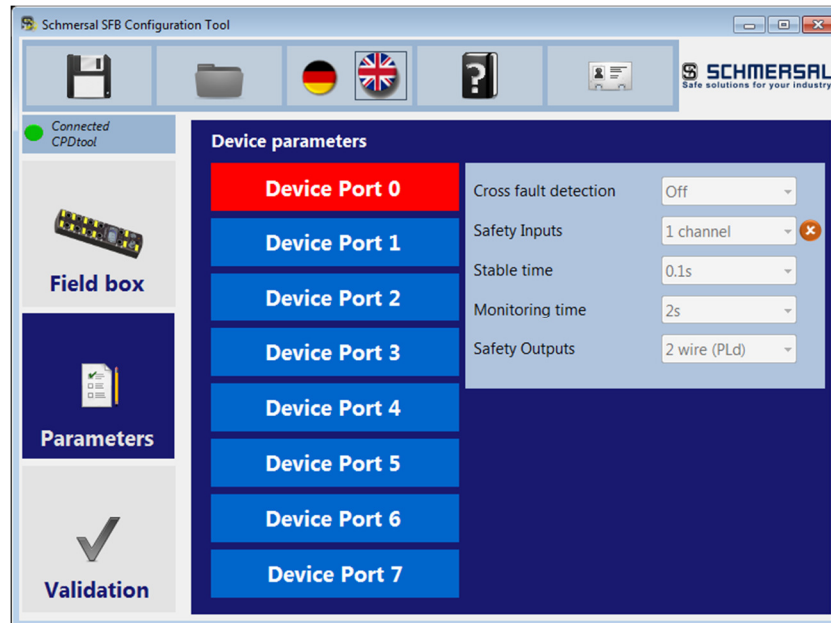 Schmersal SFB Configuration Tool
?
SCHMERSAL
Safe solutions for your industry
Connected
CPDtool
Device parameters
Field box
Parameters
Validation
Device Port 0
Device Port 1
Device Port 2
Device Port 3
Device Port 4
Device Port 5
Device Port 6
Device Port 7
Cross fault detection Off
Safety Inputs 1 channel
Stable time 0.1s
Monitoring time 2s
Safety Outputs 2 wire (PLd)